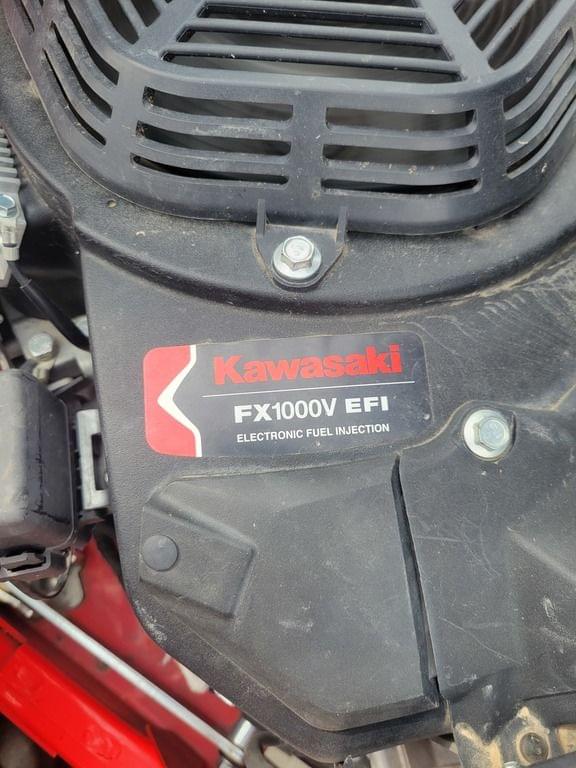 Kawasaki
FX1000V EFI
ELECTRONIC FUEL INJECTION